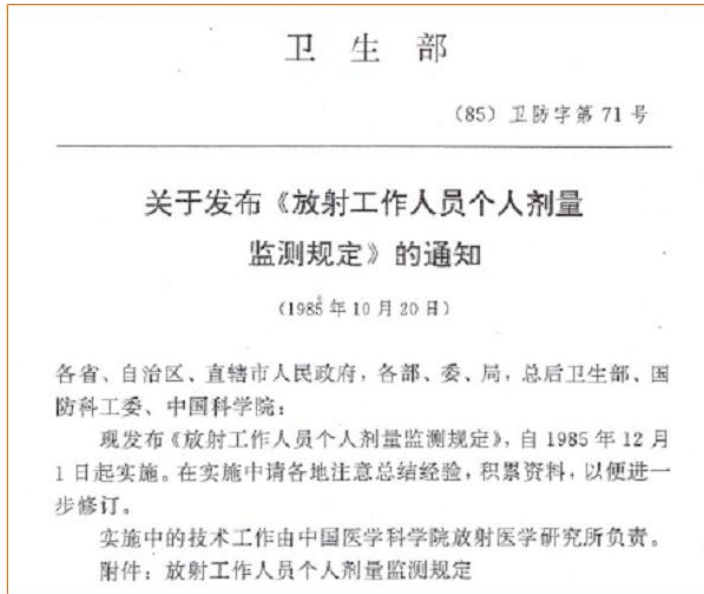 卫 生 部
(85) 卫防字第 71 号
关于发布《放射工作人员个人剂量
监测规定》的通知
(1985 年 10 月 20 日)
各省、自治区、直辖市人民政府, 各部、委、局, 总后卫生部、国
防科工委、中国科学院:
现发布《放射工作人员个人剂量监测规定》, 自 1985 年 12 月
1 日起实施。在实施中请各地注意总结经验, 积累资料, 以便进一
步修订。
实施中的技术工作由中国医学科学院放射医学研究所负责。
附件: 放射工作人员个人剂量监测规定